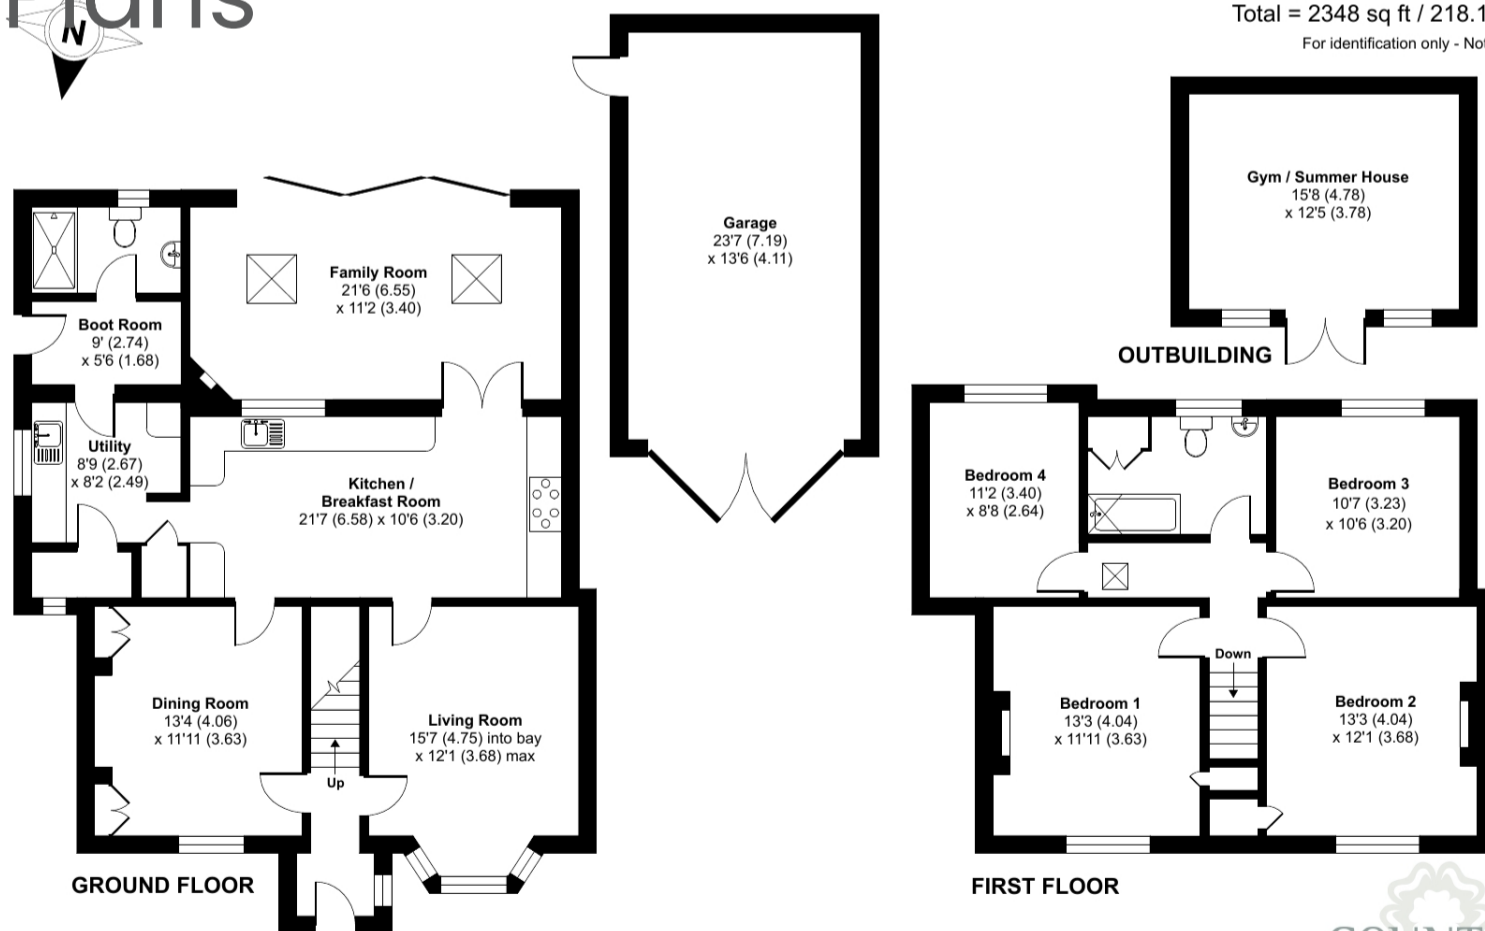 Plans
N
Total = 2348 sq ft / 218.1
For identification only - Not
Gym / Summer House
15'8 (4.78)
x 12'5 (3.78)
OUTBUILDING
Garage
23'7 (7.19)
x 13'6 (4.11)
Family Room
21'6 (6.55)
x 11'2 (3.40)
Boot Room
9' (2.74)
x 5'6 (1.68)
Utility
8'9 (2.67)
x 8'2 (2.49)
Kitchen /
Breakfast Room
21'7 (6.58) x 10'6 (3.20)
Dining Room
13'4 (4.06)
x 11'11 (3.63)
Up
Living Room
15'7 (4.75) into bay
x 12'1 (3.68) max
GROUND FLOOR
Bedroom 4
11'2 (3.40)
x 8'8 (2.64)
Bedroom 3
10'7 (3.23)
x 10'6 (3.20)
Down
Bedroom 1
13'3 (4.04)
x 11'11 (3.63)
Bedroom 2
13'3 (4.04)
x 12'1 (3.68)
FIRST FLOOR